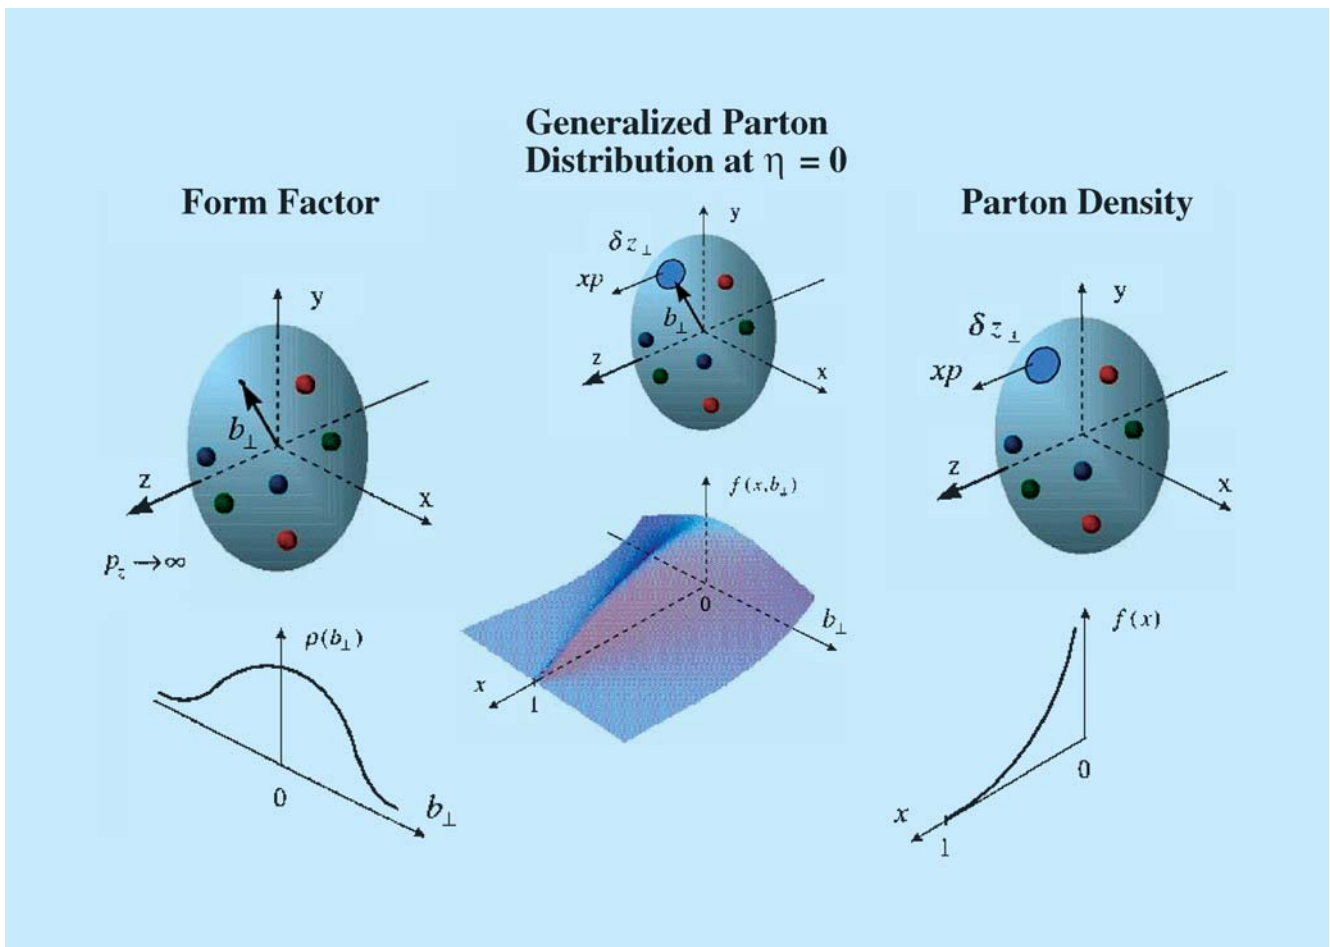 Generalized Parton
Distribution at η = 0
Form Factor
Parton Density
y
b⊥
z
x
p_z → ∞
ρ(b⊥)
0
b⊥
y
δz⊥
xp
b⊥
z
x
f(x,b⊥)
0
b⊥
x
1
y
δz⊥
xp
z
x
f(x)
0
x
1